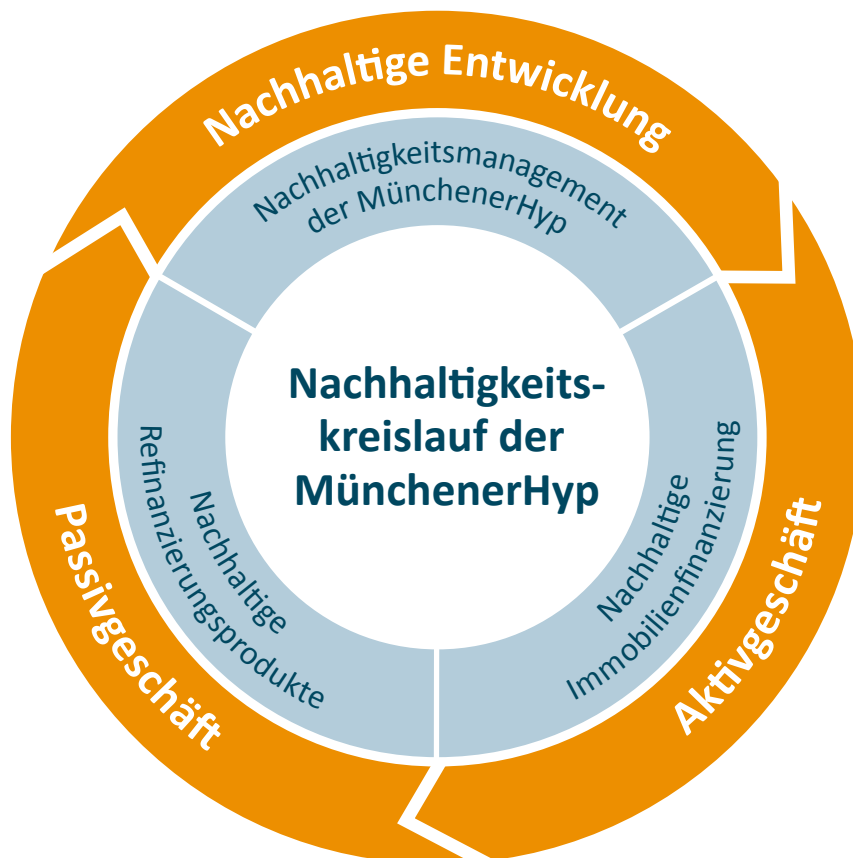 Nachhaltige Entwicklung
Nachhaltigkeitsmanagement
der MünchenerHyp
Nachhaltigkeits-
kreislauf der
MünchenerHyp
Nachhaltige
Immobilienfinanzierung
Aktivgeschäft
Nachhaltige
Refinanzierungsprodukte
Passivgeschäft